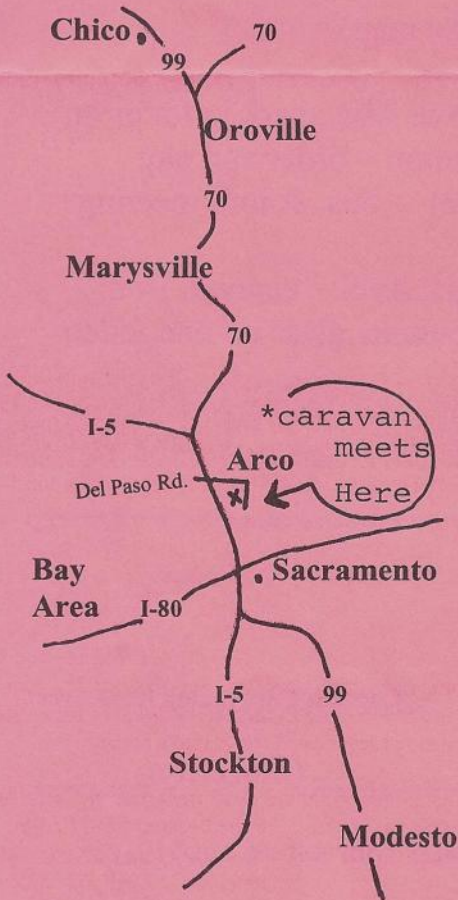 Chico
70
99
Oroville
70
Marysville
70
I-5
*caravan
meets
Here
Arco
Del Paso Rd.
x
Bay
Area
I-80
Sacramento
I-5
99
Stockton
Modesto